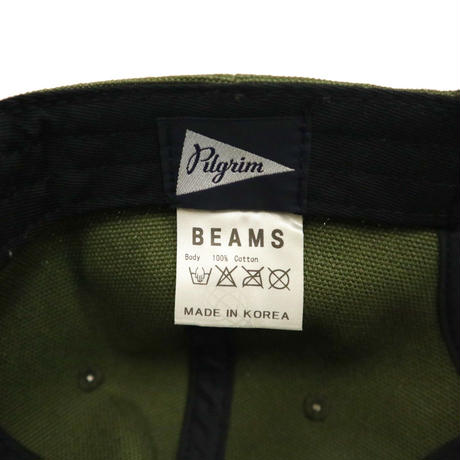 Pilgrim
BEAMS
Body 100% Cotton
MADE IN KOREA